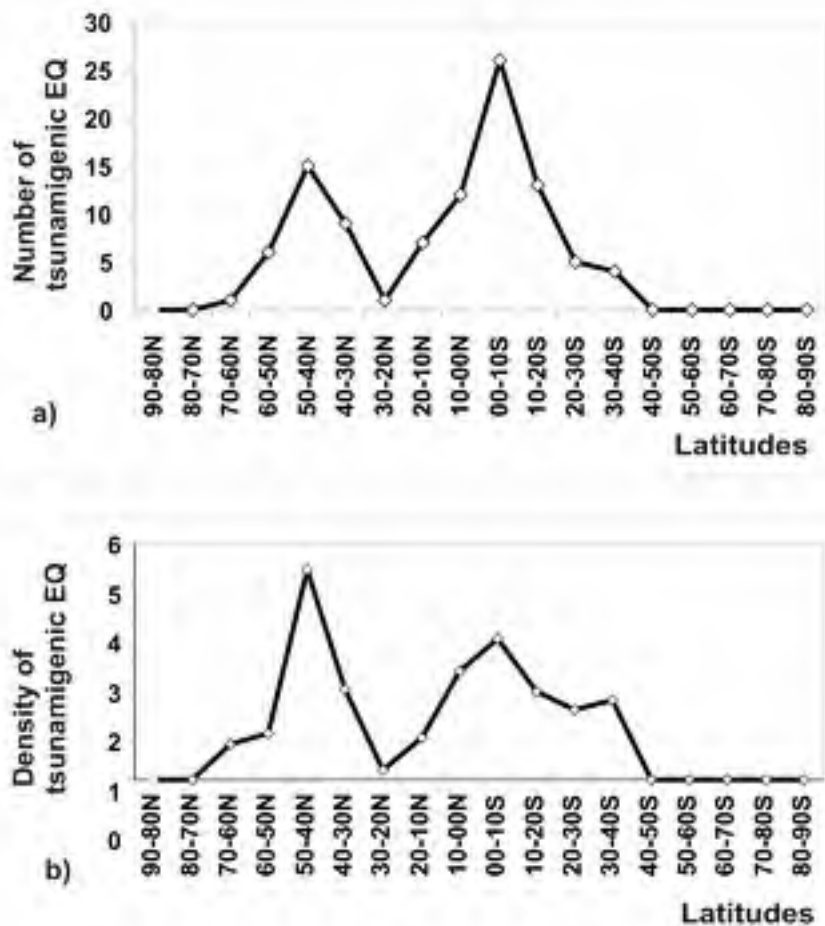 30
25
20
15
10
5
0
Number of
tsunamigenic EQ
90-80N
80-70N
70-60N
60-50N
50-40N
40-30N
30-20N
20-10N
10-00N
00-10S
10-20S
20-30S
30-40S
40-50S
50-60S
60-70S
70-80S
80-90S
a)
Latitudes
6
5
4
3
2
1
0
Density of
tsunamigenic EQ
90-80N
80-70N
70-60N
60-50N
50-40N
40-30N
30-20N
20-10N
10-00N
00-10S
10-20S
20-30S
30-40S
40-50S
50-60S
60-70S
70-80S
80-90S
b)
Latitudes